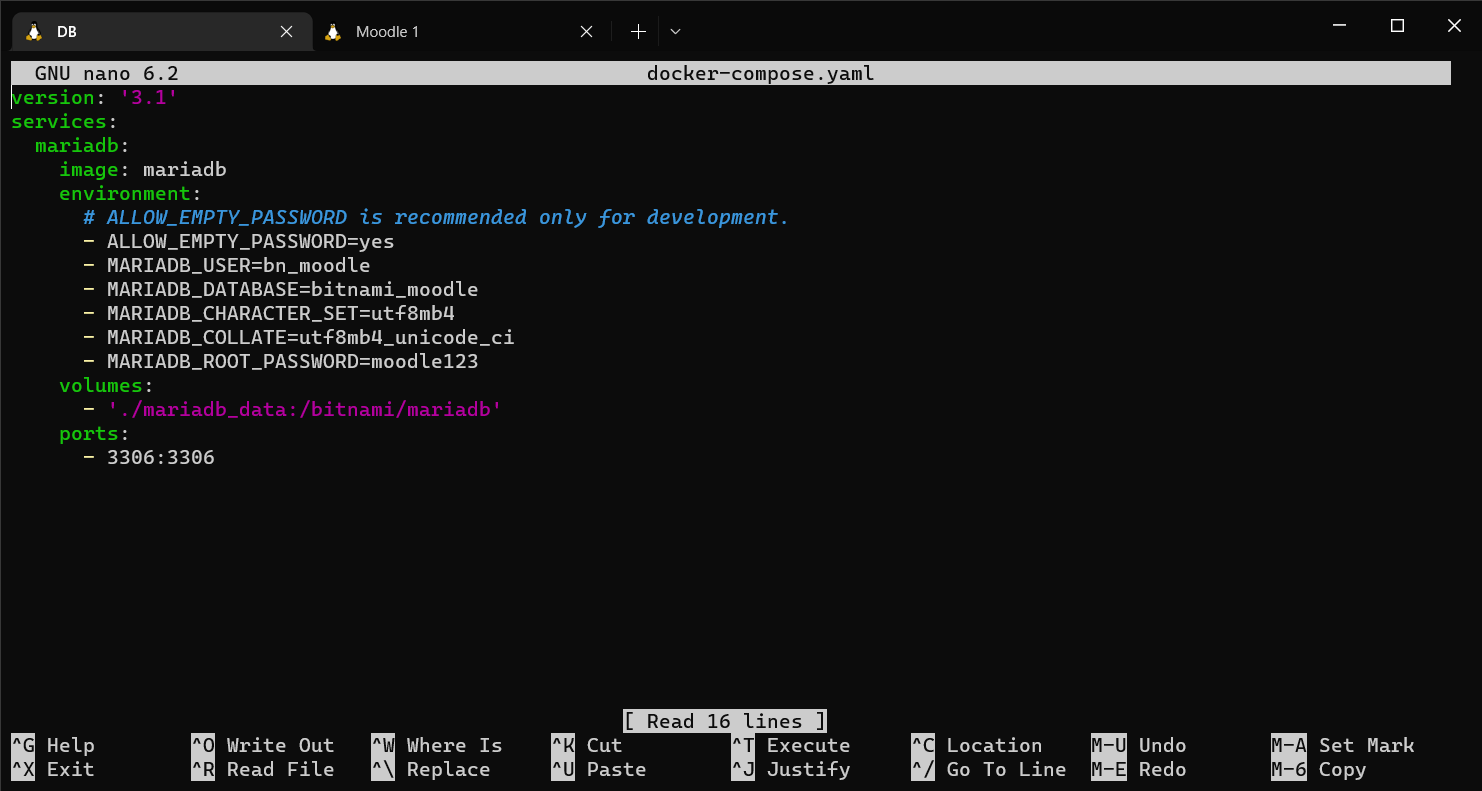 DB
Moodle 1
GNU nano 6.2 docker-compose.yaml
version: '3.1'
services:
  mariadb:
    image: mariadb
    environment:
      # ALLOW_EMPTY_PASSWORD is recommended only for development.
      - ALLOW_EMPTY_PASSWORD=yes
      - MARIADB_USER=bn_moodle
      - MARIADB_DATABASE=bitnami_moodle
      - MARIADB_CHARACTER_SET=utf8mb4
      - MARIADB_COLLATE=utf8mb4_unicode_ci
      - MARIADB_ROOT_PASSWORD=moodle123
    volumes:
      - './mariadb_data:/bitnami/mariadb'
    ports:
      - 3306:3306
[ Read 16 lines ]
^G Help ^O Write Out ^W Where Is ^K Cut ^T Execute ^C Location M-U Undo M-A Set Mark
^X Exit ^R Read File ^\ Replace ^U Paste ^J Justify ^/ Go To Line M-E Redo M-6 Copy